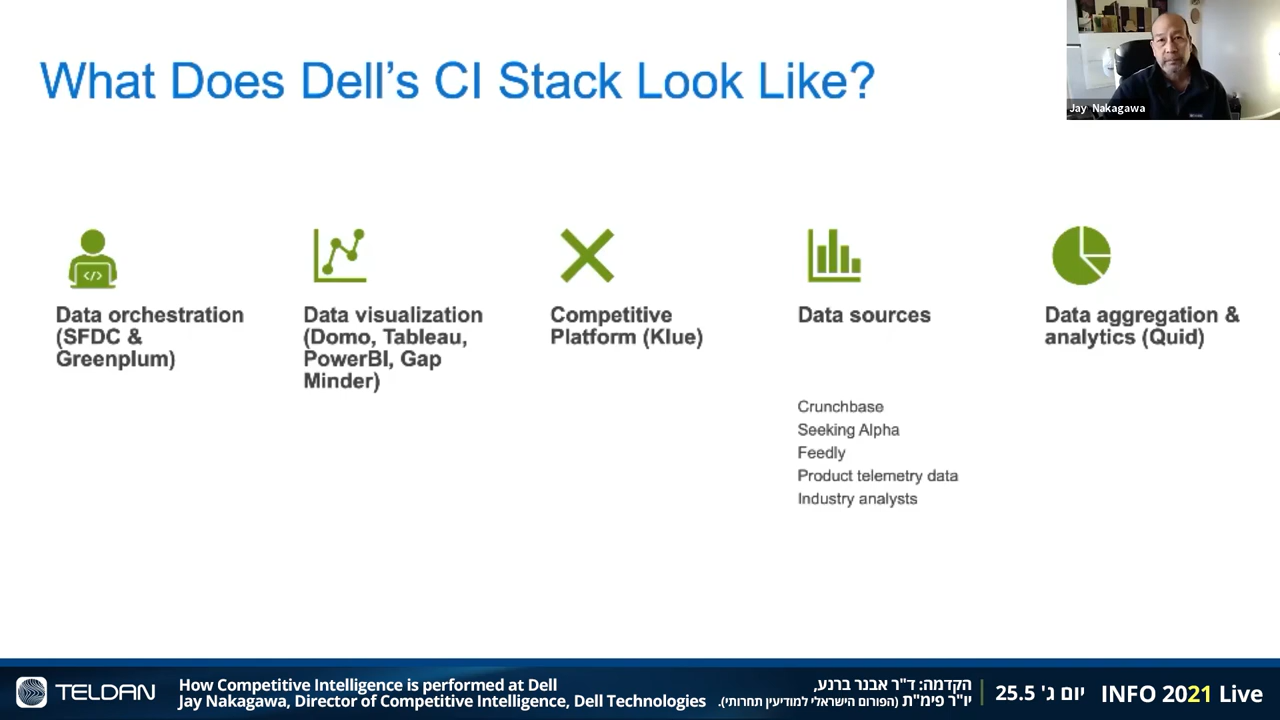 What Does Dell's CI Stack Look Like?
Jay Nakagawa
</>
Data orchestration
(SFDC &
Greenplum)
Data visualization
(Domo, Tableau,
PowerBI, Gap
Minder)
Competitive
Platform (Klue)
Data sources
Crunchbase
Seeking Alpha
Feedly
Product telemetry data
Industry analysts
Data aggregation &
analytics (Quid)
TELDAN
How Competitive Intelligence is performed at Dell
Jay Nakagawa, Director of Competitive Intelligence, Dell Technologies
הקדמה: ד"ר אבנר ברנע,
יו"ר פימ"ת (הפורום הישראלי למודיעין תחרותי).
יום ג' 25.5
INFO 2021 Live